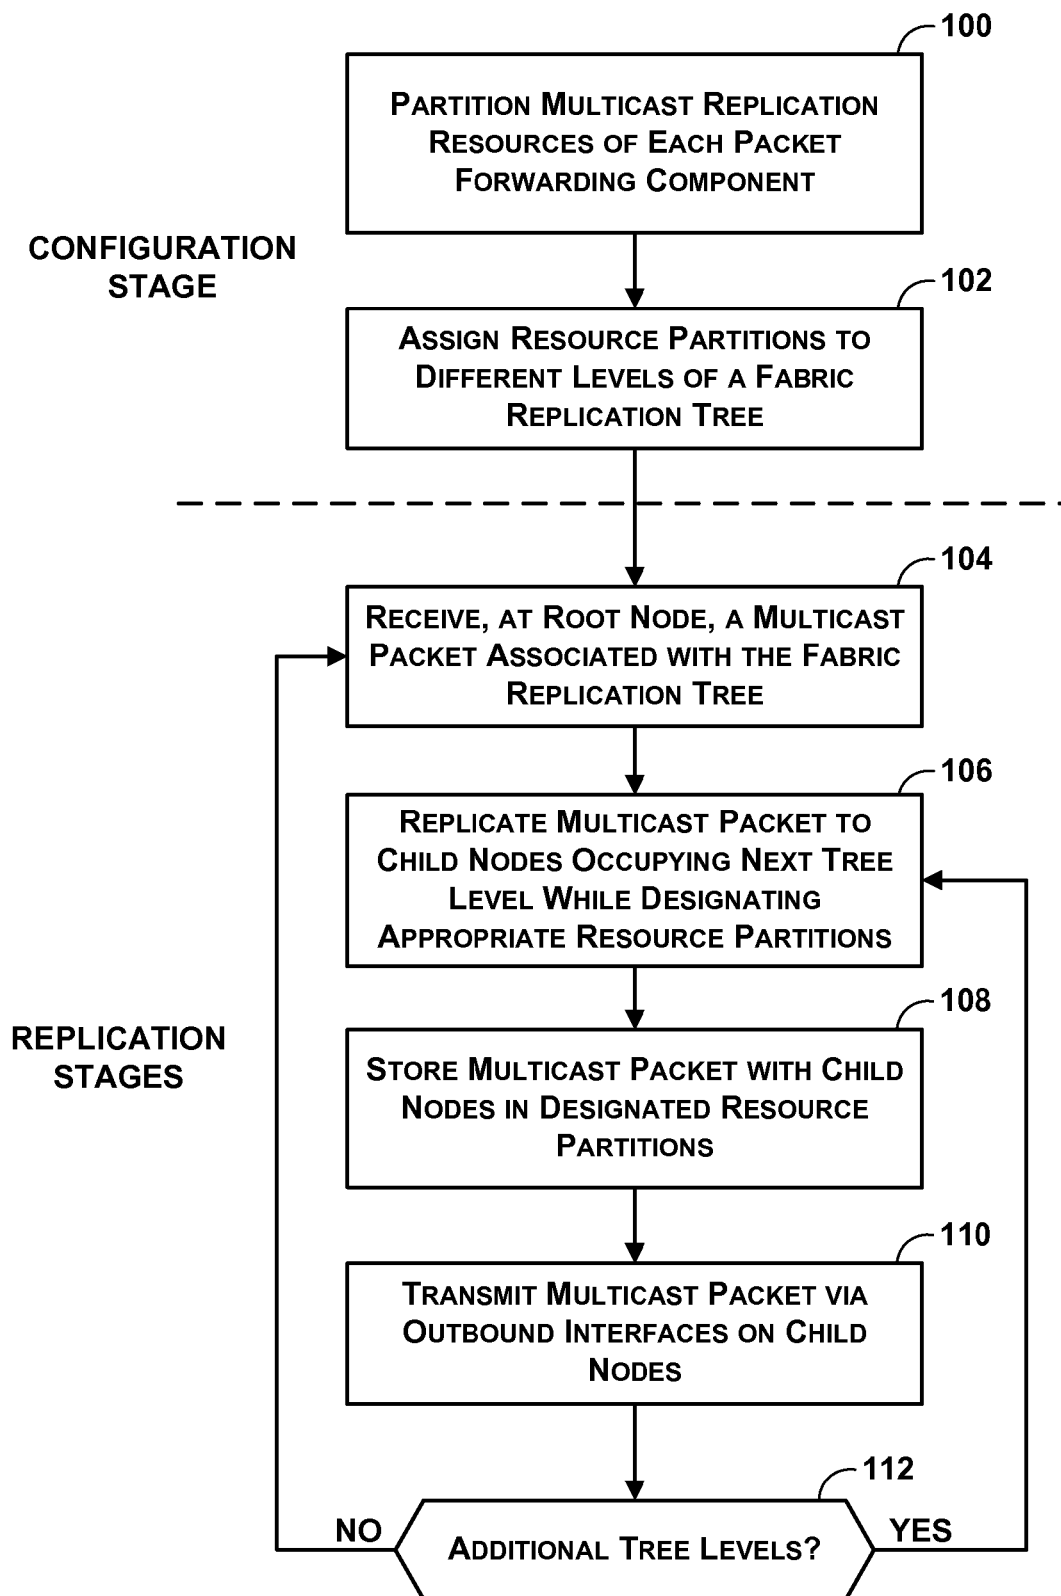 100
PARTITION MULTICAST REPLICATION
RESOURCES OF EACH PACKET
FORWARDING COMPONENT
CONFIGURATION
STAGE
102
ASSIGN RESOURCE PARTITIONS TO
DIFFERENT LEVELS OF A FABRIC
REPLICATION TREE
104
RECEIVE, AT ROOT NODE, A MULTICAST
PACKET ASSOCIATED WITH THE FABRIC
REPLICATION TREE
106
REPLICATE MULTICAST PACKET TO
CHILD NODES OCCUPYING NEXT TREE
LEVEL WHILE DESIGNATING
APPROPRIATE RESOURCE PARTITIONS
REPLICATION
STAGES
108
STORE MULTICAST PACKET WITH CHILD
NODES IN DESIGNATED RESOURCE
PARTITIONS
110
TRANSMIT MULTICAST PACKET VIA
OUTBOUND INTERFACES ON CHILD
NODES
112
NO
ADDITIONAL TREE LEVELS?
YES